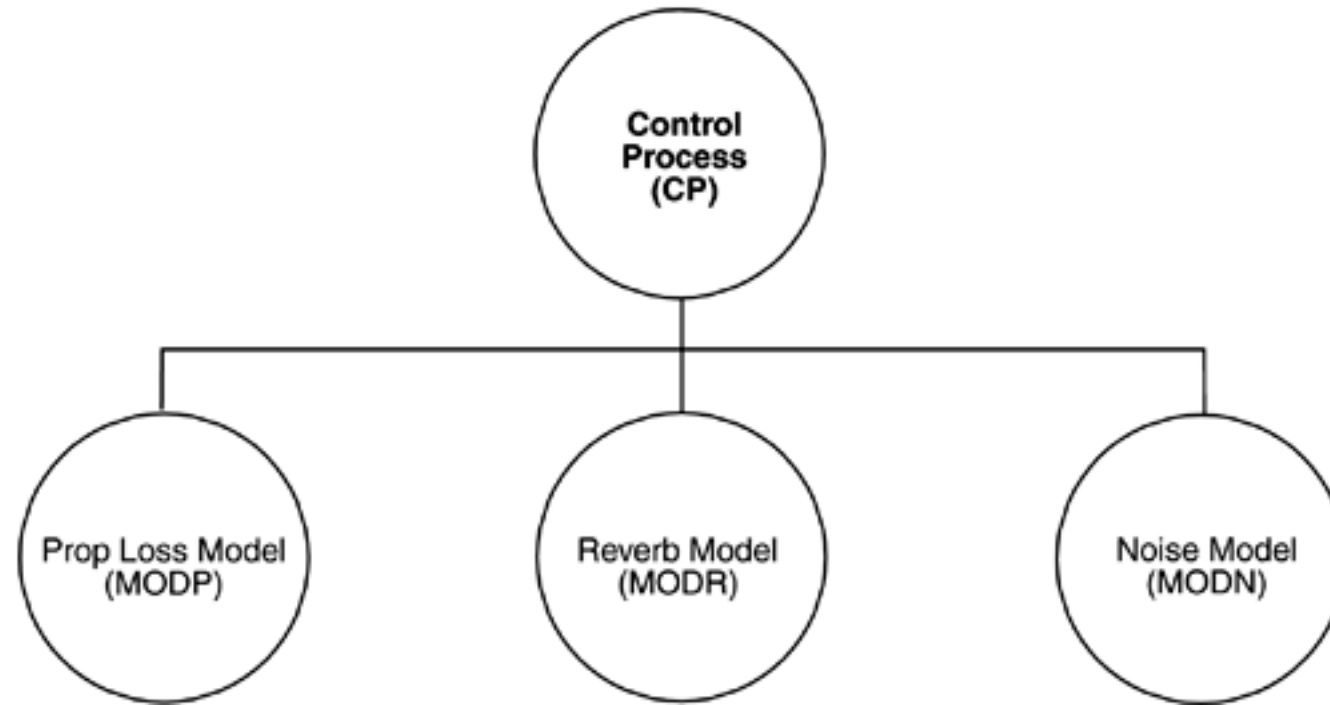 Control
Process
(CP)
Prop Loss Model
(MODP)
Reverb Model
(MODR)
Noise Model
(MODN)